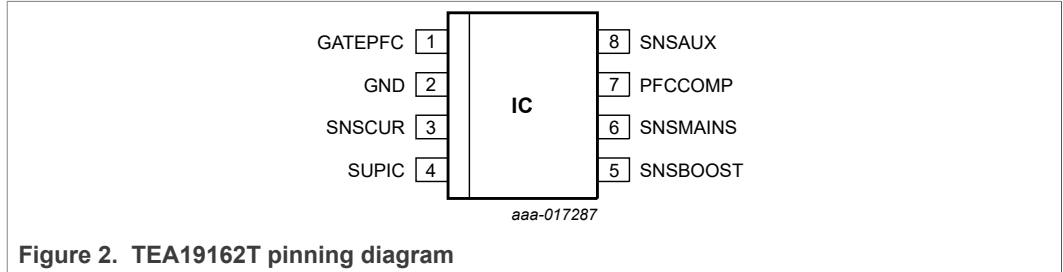 GATEPFC 1
8 SNSAUX
GND 2
7 PFCCOMP
IC
SNSCUR 3
6 SNSMAINS
SUPIC 4
5 SNSBOOST
aaa-017287
Figure 2. TEA19162T pinning diagram